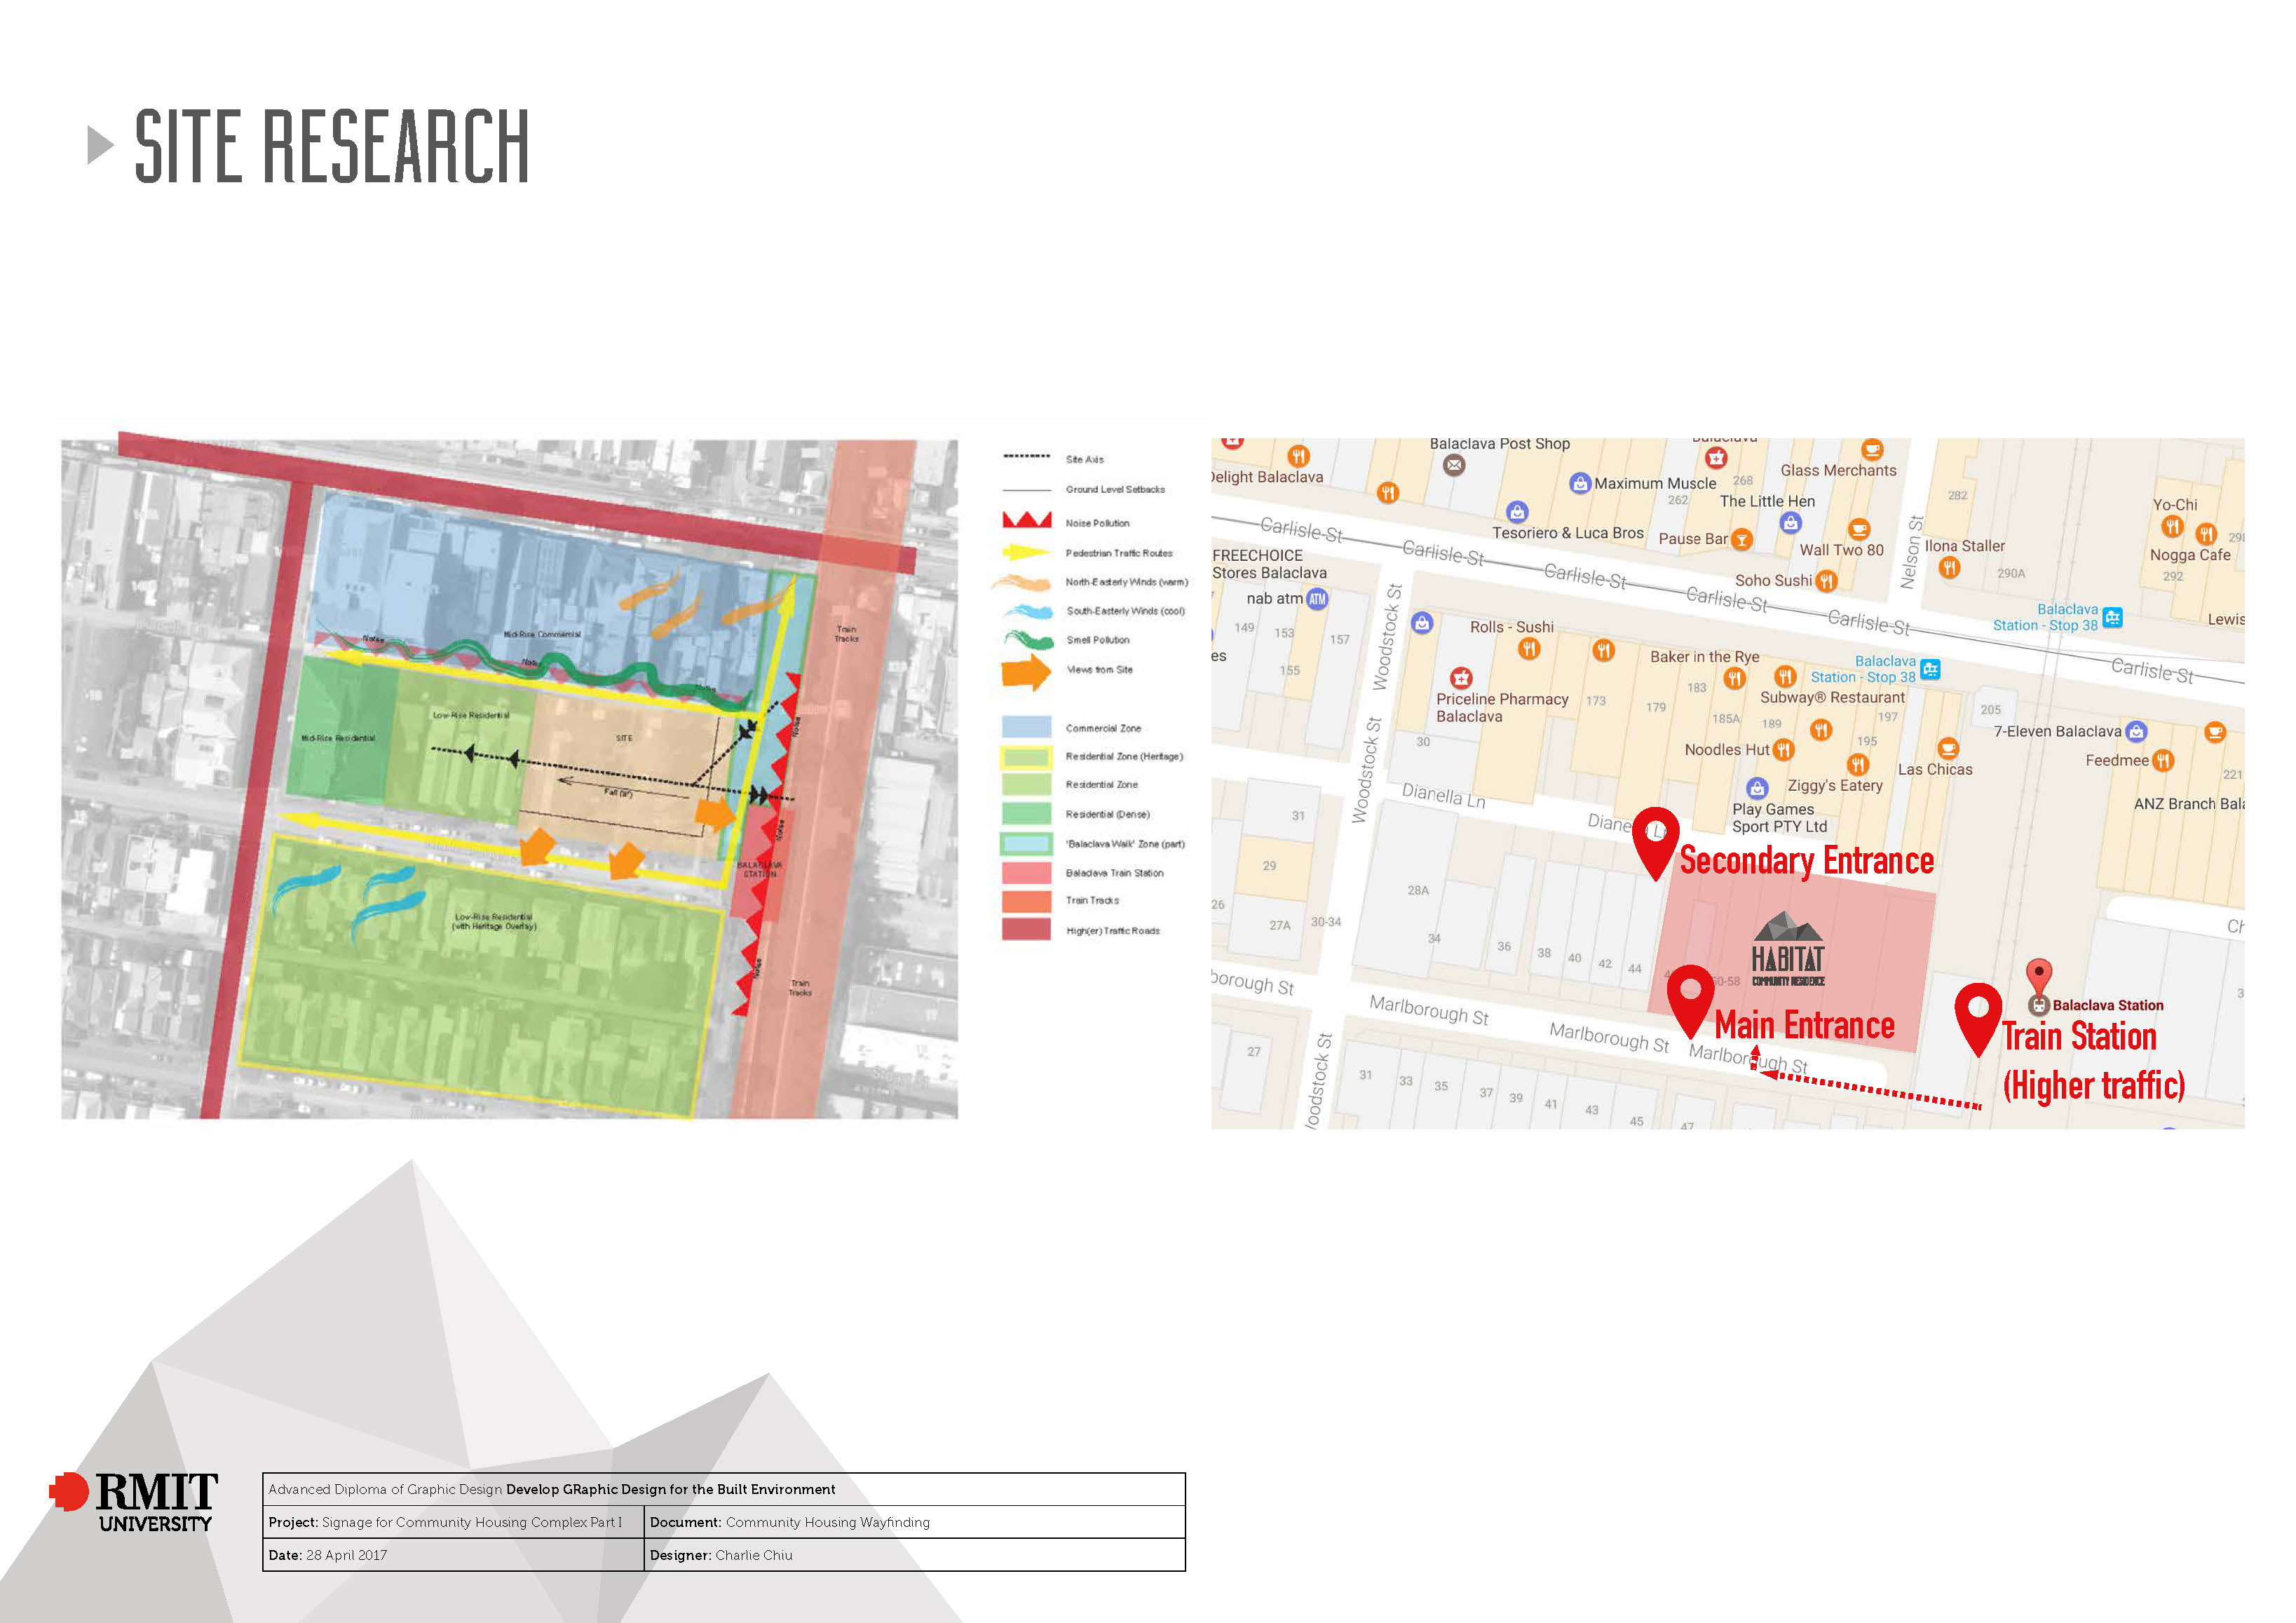 SITE RESEARCH
Noise
Mid-Rise Commercial
Noise
Noise
Train
Tracks
Noise
Low-Rise Residential
Mid-Rise Residential
SITE
Noise
BALACLAVA
STATION
Low-Rise Residential
(with Heritage Overlay)
Noise
Train
Tracks
Site Axis
Ground Level Setbacks
Noise Pollution
Pedestrian Traffic Routes
North-Easterly Winds (warm)
South-Easterly Winds (cool)
Smell Pollution
Views from Site
Commercial Zone
Residential Zone (Heritage)
Residential Zone
Residential (Dense)
'Balaclava Walk' Zone (part)
Balaclava Train Station
Train Tracks
High(er) Traffic Roads
Balaclava Post Shop
Delight Balaclava
Maximum Muscle
268
262
Glass Merchants
The Little Hen
282
Yo-Chi
Tesoriero & Luca Bros
Pause Bar
Wall Two 80
Nelson St
Ilona Staller
Nogga Cafe
290A
292
Carlisle St
Carlisle St
Carlisle St
Carlisle St
Carlisle St
Carlisle St
FREECHOICE
Stores Balaclava
nab atm
ATM
Soho Sushi
Balaclava
Station - Stop 38
Lewis
149
153
157
155
es
Woodstock St
Woodstock St
Rolls - Sushi
Baker in the Rye
Balaclava
Station - Stop 38
Priceline Pharmacy
Balaclava
173
179
183
185A
189
Subway® Restaurant
197
195
205
7-Eleven Balaclava
30
Noodles Hut
Las Chicas
Feedmee
221
Ziggy's Eatery
Dianella Ln
Play Games
Sport PTY Ltd
ANZ Branch Bala
31
29
Secondary Entrance
28A
26
27A
30-34
34
36
38
40
42
44
HABITAT
COMMUNITY RESIDENCE
borough St
Marlborough St
Marlborough St
Marlborough St
Main Entrance
Balaclava Station
Train Station
(Higher traffic)
27
oodstock St
31
33
35
37
39
41
43
45
47
RMIT
UNIVERSITY
Advanced Diploma of Graphic Design Develop GRaphic Design for the Built Environment
Project: Signage for Community Housing Complex Part I
Document: Community Housing Wayfinding
Date: 28 April 2017
Designer: Charlie Chiu